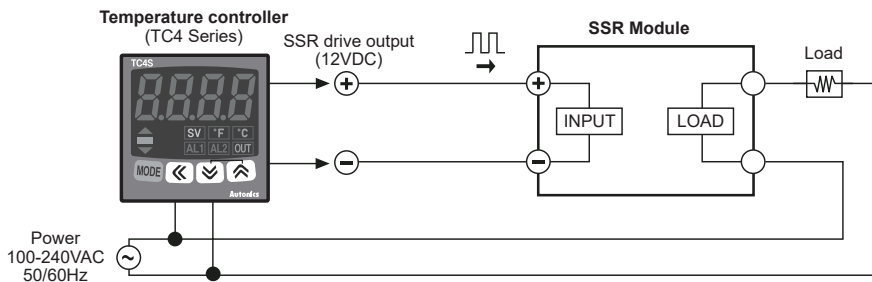 Temperature controller
(TC4 Series)
SSR drive output
(12VDC)
SSR Module
Load
TC4S
8.8.8.8
SV °F °C
AL1 AL2 OUT
MODE
Autonics
+
−
+
−
INPUT
LOAD
Power
100-240VAC
50/60Hz
~